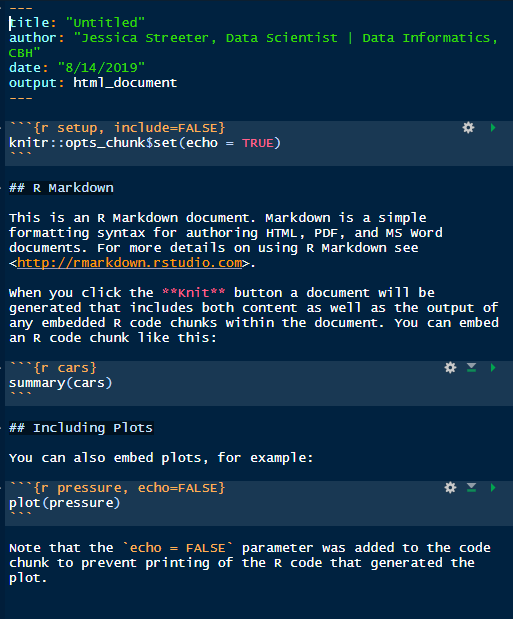 ---
title: "Untitled"
author: "Jessica Streeter, Data Scientist | Data Informatics,
CBH"
date: "8/14/2019"
output: html_document
---
```{r setup, include=FALSE}
knitr::opts_chunk$set(echo = TRUE)
```
## R Markdown
This is an R Markdown document. Markdown is a simple
formatting syntax for authoring HTML, PDF, and MS Word
documents. For more details on using R Markdown see
<http://rmarkdown.rstudio.com>.
When you click the **Knit** button a document will be
generated that includes both content as well as the output of
any embedded R code chunks within the document. You can embed
an R code chunk like this:
```{r cars}
summary(cars)
```
## Including Plots
You can also embed plots, for example:
```{r pressure, echo=FALSE}
plot(pressure)
```
Note that the `echo = FALSE` parameter was added to the code
chunk to prevent printing of the R code that generated the
plot.